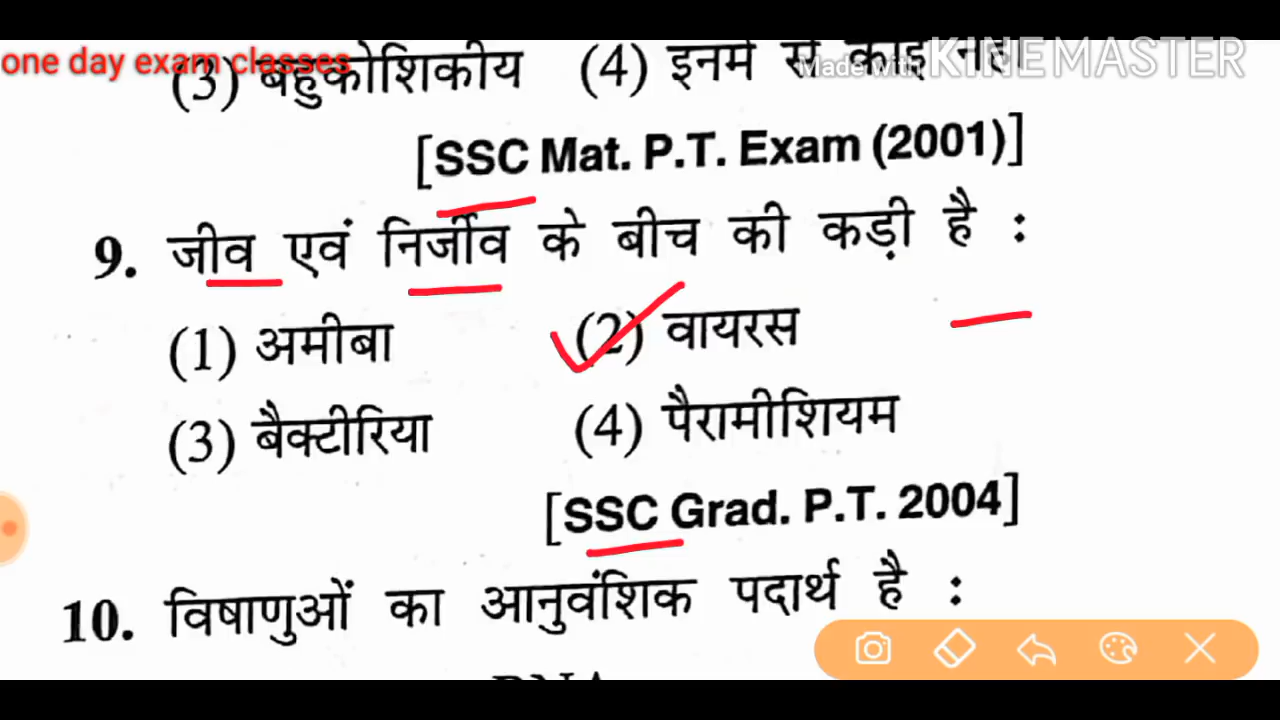 one day exam classes
Made with KINEMASTER
(3) बहुकोशिकीय (4) इनमें से कोई नहीं
[SSC Mat. P.T. Exam (2001)]
9. जीव एवं निर्जीव के बीच की कड़ी है :
(1) अमीबा (2) वायरस
(3) बैक्टीरिया (4) पैरामीशियम
[SSC Grad. P.T. 2004]
10. विषाणुओं का आनुवंशिक पदार्थ है :